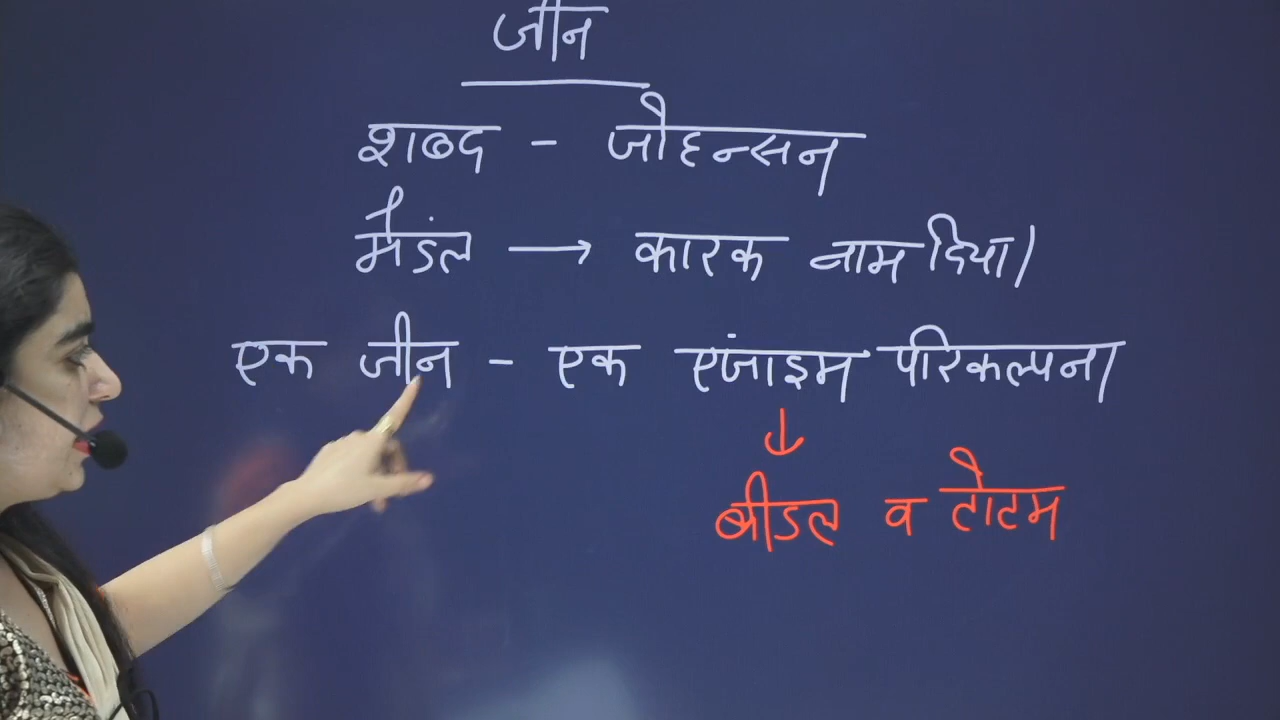 जीन
शब्द - जौहन्सन
मैंडल → कारक नाम दिया।
एक जीन - एक एंजाइम परिकल्पना
↓
बीडल व टैाटम